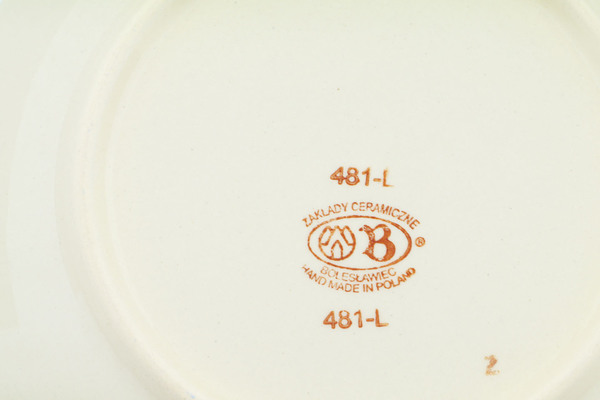 481-L
ZAKŁADY CERAMICZNE
B ®
BOLESŁAWIEC
HAND MADE IN POLAND
481-L